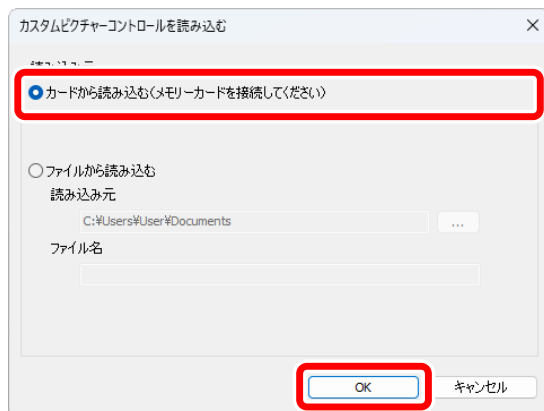 カスタムピクチャーコントロールを読み込む
カードから読み込む(メモリーカードを接続してください)
ファイルから読み込む
読み込み元
C:¥Users¥User¥Documents
...
ファイル名
OK
キャンセル